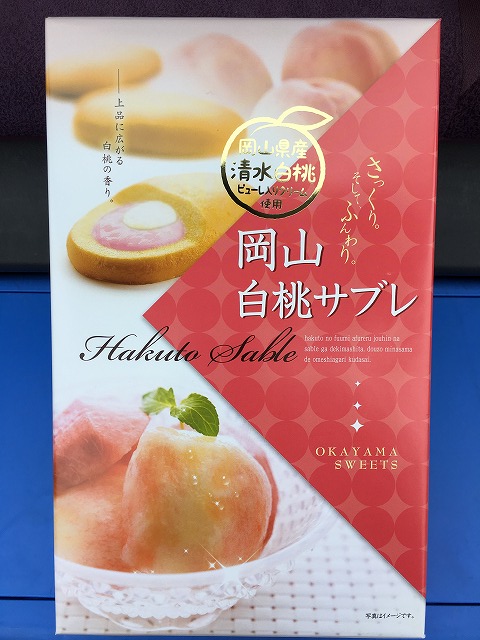 上品に広がる
白桃の香り。
岡山県産
清水白桃
ピューレ入りクリーム
使用
さっくり。
そして、ふんわり。
岡山
白桃サブレ
Hakuto Sable
hakuto no fuumi afureru jouhin na
sable ga dekimashita. douzo minasama
de omeshiagari kudasai.
OKAYAMA
SWEETS
写真はイメージです。